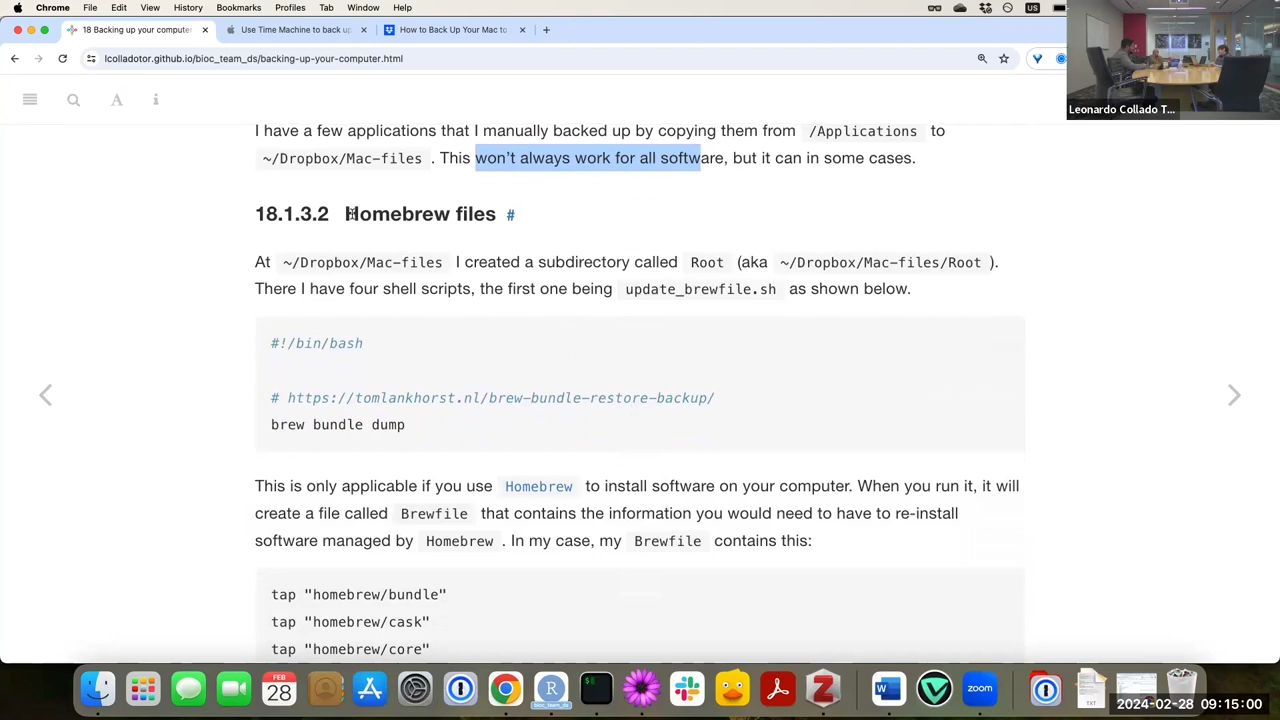 Chrome File Edit View History Bookmarks Profiles Tab Window Help US
18 Backing up your computer
Use Time Machine to back up
How to Back Up Your Mac to
lcolladotor.github.io/bioc_team_ds/backing-up-your-computer.html
Leonardo Collado T...
I have a few applications that I manually backed up by copying them from /Applications to
~/Dropbox/Mac-files . This won't always work for all software, but it can in some cases.
18.1.3.2 Homebrew files #
At ~/Dropbox/Mac-files I created a subdirectory called Root (aka ~/Dropbox/Mac-files/Root ).
There I have four shell scripts, the first one being update_brewfile.sh as shown below.
#!/bin/bash
# https://tomlankhorst.nl/brew-bundle-restore-backup/
brew bundle dump
This is only applicable if you use Homebrew to install software on your computer. When you run it, it will
create a file called Brewfile that contains the information you would need to have to re-install
software managed by Homebrew . In my case, my Brewfile contains this:
tap "homebrew/bundle"
tap "homebrew/cask"
tap "homebrew/core"
FEB
28
zoom
TXT
2024-02-28 09:15:00